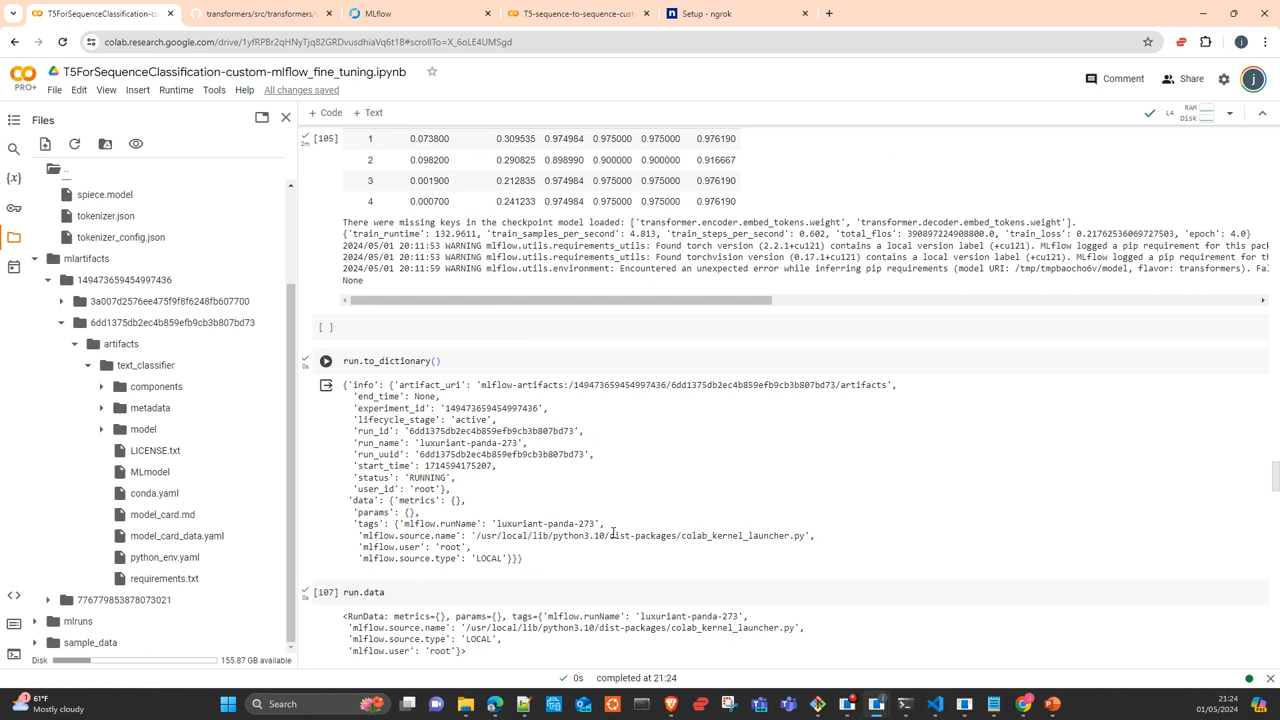 T5ForSequenceClassification-cus
transformers/src/transformers/
MLflow
T5-sequence-to-sequence-cust
Setup - ngrok
colab.research.google.com/drive/1yfRPBr2qHNyTjq82GRDvusdhiaVq6t1B#scrollTo=X_6oLE4UMSgd
T5ForSequenceClassification-custom-mlflow_fine_tuning.ipynb
PRO+
File Edit View Insert Runtime Tools Help All changes saved
Comment
Share
Files
+ Code + Text
L4
RAM
Disk
..
spiece.model
tokenizer.json
tokenizer_config.json
mlartifacts
149473659454997436
3a007d2576ee475f9f8f6248fb607700
6dd1375db2ec4b859efb9cb3b807bd73
artifacts
text_classifier
components
metadata
model
LICENSE.txt
MLmodel
conda.yaml
model_card.md
model_card_data.yaml
python_env.yaml
requirements.txt
776779853878073021
mlruns
sample_data
Disk 155.87 GB available
[105]
2m
1 0.073800 0.309535 0.974984 0.975000 0.975000 0.976190
2 0.098200 0.290825 0.898990 0.900000 0.900000 0.916667
3 0.001900 0.212835 0.974984 0.975000 0.975000 0.976190
4 0.000700 0.241233 0.974984 0.975000 0.975000 0.976190
There were missing keys in the checkpoint model loaded: ['transformer.encoder.embed_tokens.weight', 'transformer.decoder.embed_tokens.weight'].
{'train_runtime': 132.9611, 'train_samples_per_second': 4.813, 'train_steps_per_second': 0.602, 'total_flos': 390897224908800.0, 'train_loss': 0.21762536069727503, 'epoch': 4.0}
2024/05/01 20:11:53 WARNING mlflow.utils.requirements_utils: Found torch version (2.2.1+cu121) contains a local version label (+cu121). MLflow logged a pip requirement for this pack
2024/05/01 20:11:53 WARNING mlflow.utils.requirements_utils: Found torchvision version (0.17.1+cu121) contains a local version label (+cu121). MLflow logged a pip requirement for th
2024/05/01 20:11:59 WARNING mlflow.utils.environment: Encountered an unexpected error while inferring pip requirements (model URI: /tmp/tmpbaocho6v/model, flavor: transformers). Fal
None
[ ]
0s
run.to_dictionary()
{'info': {'artifact_uri': 'mlflow-artifacts:/149473659454997436/6dd1375db2ec4b859efb9cb3b807bd73/artifacts',
'end_time': None,
'experiment_id': '149473659454997436',
'lifecycle_stage': 'active',
'run_id': '6dd1375db2ec4b859efb9cb3b807bd73',
'run_name': 'luxuriant-panda-273',
'run_uuid': '6dd1375db2ec4b859efb9cb3b807bd73',
'start_time': 1714594175207,
'status': 'RUNNING',
'user_id': 'root'},
'data': {'metrics': {},
'params': {},
'tags': {'mlflow.runName': 'luxuriant-panda-273',
'mlflow.source.name': '/usr/local/lib/python3.10/dist-packages/colab_kernel_launcher.py',
'mlflow.user': 'root',
'mlflow.source.type': 'LOCAL'}}}
[107] run.data
0s
<RunData: metrics={}, params={}, tags={'mlflow.runName': 'luxuriant-panda-273',
'mlflow.source.name': '/usr/local/lib/python3.10/dist-packages/colab_kernel_launcher.py',
'mlflow.source.type': 'LOCAL',
'mlflow.user': 'root'}>
0s completed at 21:24
61°F
Mostly cloudy
Search
21:24
01/05/2024